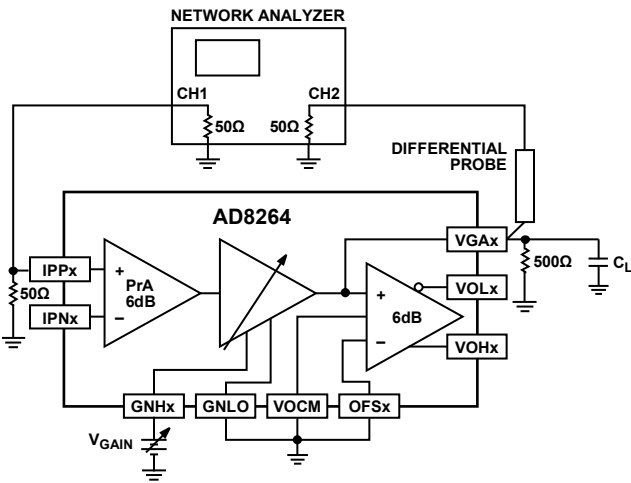 NETWORK ANALYZER
CH1
CH2
50Ω
50Ω
DIFFERENTIAL
PROBE
AD8264
VGAx
IPPx
PrA
6dB
+
–
50Ω
IPNx
+
–
6dB
VOLx
VOHx
500Ω
CL
GNHx
GNLO
VOCM
OFSx
VGAIN